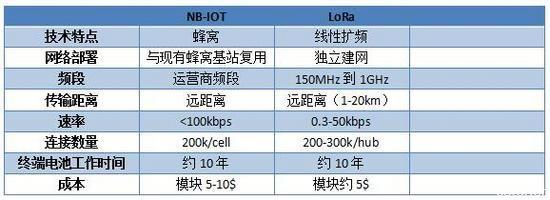 NB-IOT LoRa
技术特点 蜂窝 线性扩频
网络部署 与现有蜂窝基站复用 独立建网
频段 运营商频段 150MHz 到 1GHz
传输距离 远距离 远距离（1-20km）
速率 <100kbps 0.3-50kbps
连接数量 200k/cell 200-300k/hub
终端电池工作时间 约 10 年 约 10 年
成本 模块 5-10$ 模块约 5$